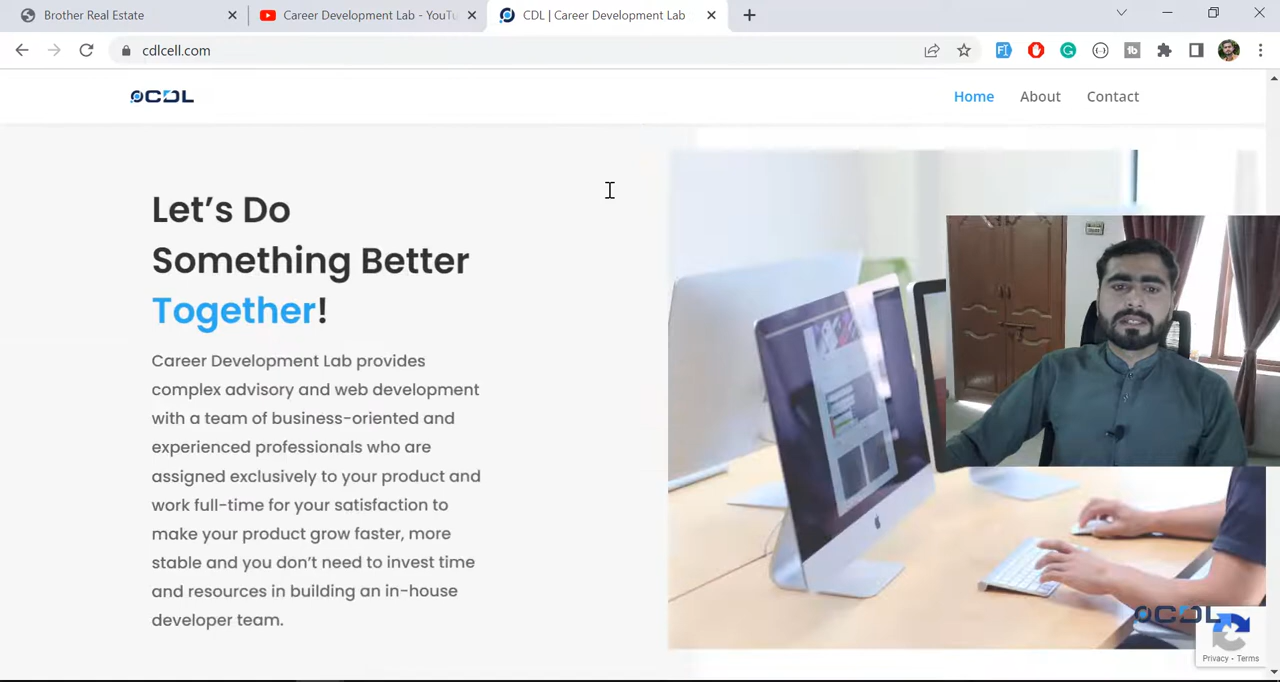 Brother Real Estate
Career Development Lab - YouTu
CDL | Career Development Lab
cdlcell.com
CDL
Home
About
Contact
Let's Do
Something Better
Together!
Career Development Lab provides
complex advisory and web development
with a team of business-oriented and
experienced professionals who are
assigned exclusively to your product and
work full-time for your satisfaction to
make your product grow faster, more
stable and you don't need to invest time
and resources in building an in-house
developer team.
CDL
Privacy - Terms